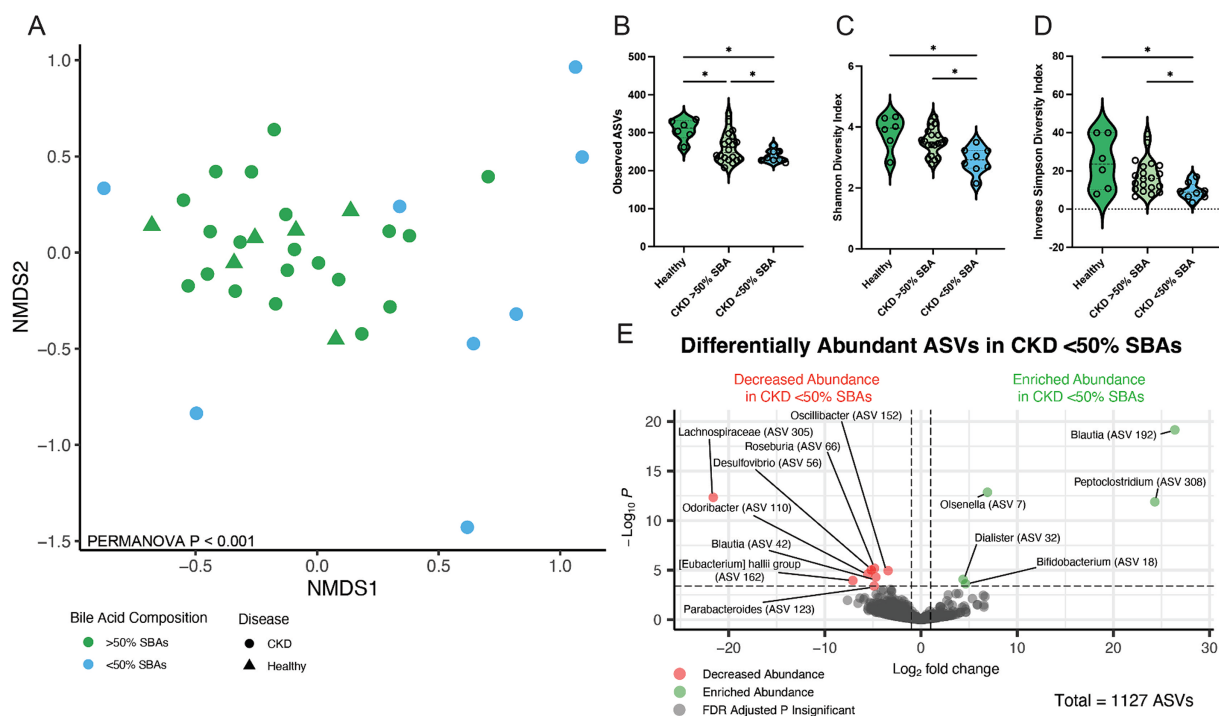 A
1.0
0.5
0.0
−0.5
−1.0
−1.5
NMDS2
PERMANOVA P < 0.001
−0.5
0.0
0.5
1.0
NMDS1
Bile Acid Composition
>50% SBAs
<50% SBAs
Disease
CKD
Healthy
B
500
400
300
200
100
0
Observed ASVs
*
*
*
Healthy
CKD >50% SBA
CKD <50% SBA
C
6
4
2
0
Shannon Diversity Index
*
*
Healthy
CKD >50% SBA
CKD <50% SBA
D
80
60
40
20
0
-20
Inverse Simpson Diversity Index
*
*
Healthy
CKD >50% SBA
CKD <50% SBA
E
Differentially Abundant ASVs in CKD <50% SBAs
Decreased Abundance
in CKD <50% SBAs
Enriched Abundance
in CKD <50% SBAs
20
15
10
5
0
−Log10 P
Oscillibacter (ASV 152)
Lachnospiraceae (ASV 305)
Roseburia (ASV 66)
Desulfovibrio (ASV 56)
Odoribacter (ASV 110)
Blautia (ASV 42)
[Eubacterium] hallii group
(ASV 162)
Parabacteroides (ASV 123)
Blautia (ASV 192)
Peptoclostridium (ASV 308)
Olsenella (ASV 7)
Dialister (ASV 32)
Bifidobacterium (ASV 18)
−20
−10
0
10
20
30
Log2 fold change
Decreased Abundance
Enriched Abundance
FDR Adjusted P Insignificant
Total = 1127 ASVs